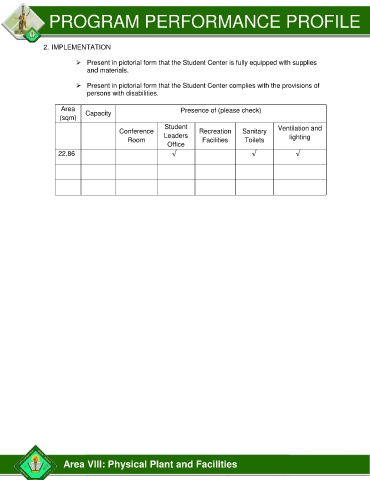 PROGRAM PERFORMANCE PROFILE
2. IMPLEMENTATION
➢ Present in pictorial form that the Student Center is fully equipped with supplies
and materials.
➢ Present in pictorial form that the Student Center complies with the provisions of
persons with disabilities.
Area (sqm) Capacity Presence of (please check)
Conference Room Student Leaders Office Recreation Facilities Sanitary Toilets Ventilation and lighting
22.86 √ √ √
Area VIII: Physical Plant and Facilities